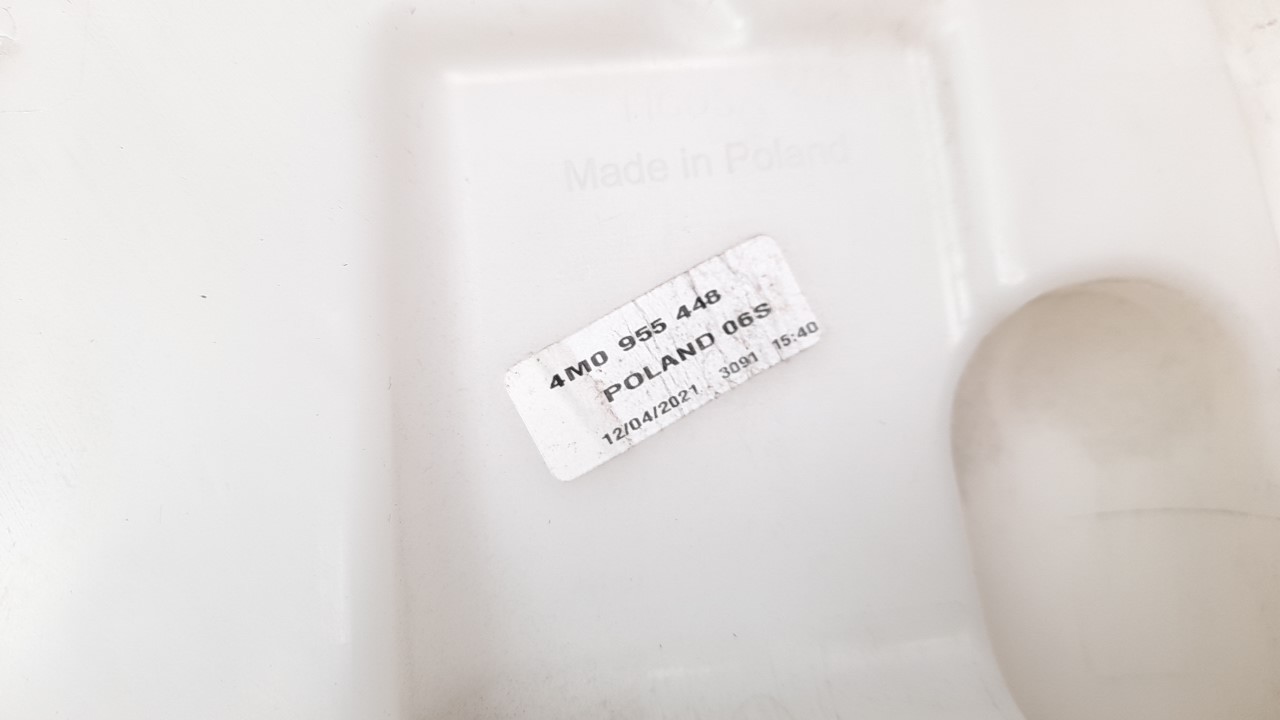 Made in Poland
4M0 955 448
POLAND 06S
12/04/2021 3091 15:40